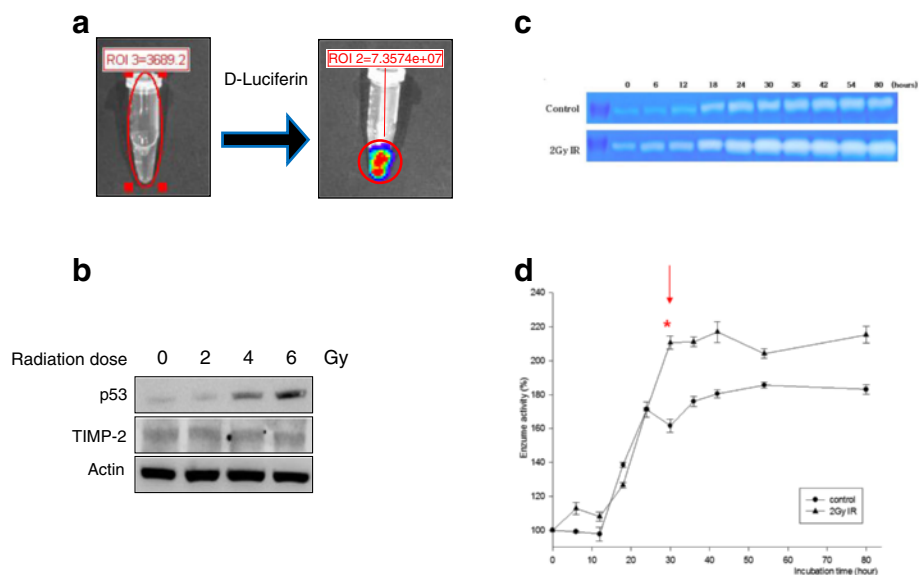 a
ROI 3=3689.2
D-Luciferin
ROI 2=7.3574e+07
b
Radiation dose 0 2 4 6 Gy
p53
TIMP-2
Actin
c
0 6 12 18 24 30 36 42 54 80 (hours)
Control
2Gy IR
d
*
Enzume activity (%)
220
200
180
160
140
120
100
control
2Gy IR
0 10 20 30 40 50 60 70 80
Incubation time (hour)